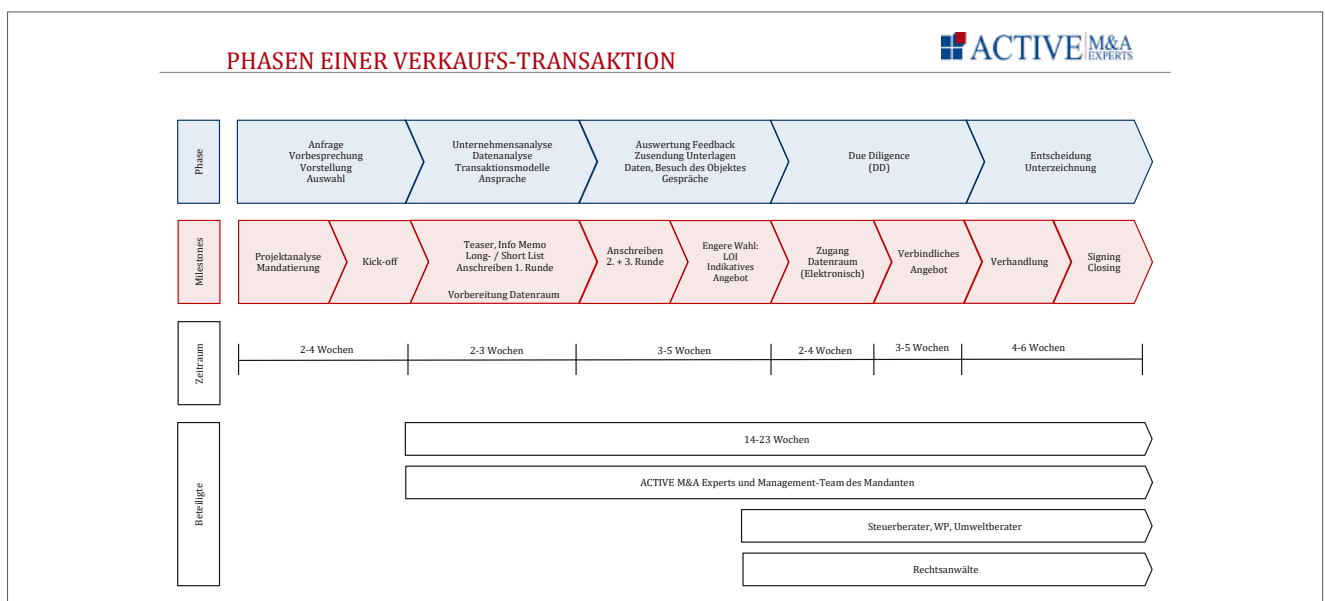 PHASEN EINER VERKAUFS-TRANSAKTION
ACTIVE M&A
EXPERTS
Phase
Anfrage
Vorbesprechung
Vorstellung
Auswahl
Unternehmensanalyse
Datenanalyse
Transaktionsmodelle
Ansprache
Auswertung Feedback
Zusendung Unterlagen
Daten, Besuch des Objektes
Gespräche
Due Diligence
(DD)
Entscheidung
Unterzeichnung
Milestones
Projektanalyse
Mandatierung
Kick-off
Teaser, Info Memo
Long- / Short List
Anschreiben 1. Runde
Vorbereitung Datenraum
Anschreiben
2. + 3. Runde
Engere Wahl:
LOI
Indikatives
Angebot
Zugang
Datenraum
(Elektronisch)
Verbindliches
Angebot
Verhandlung
Signing
Closing
Zeitraum
2-4 Wochen
2-3 Wochen
3-5 Wochen
2-4 Wochen
3-5 Wochen
4-6 Wochen
Beteiligte
14-23 Wochen
ACTIVE M&A Experts und Management-Team des Mandanten
Steuerberater, WP, Umweltberater
Rechtsanwälte